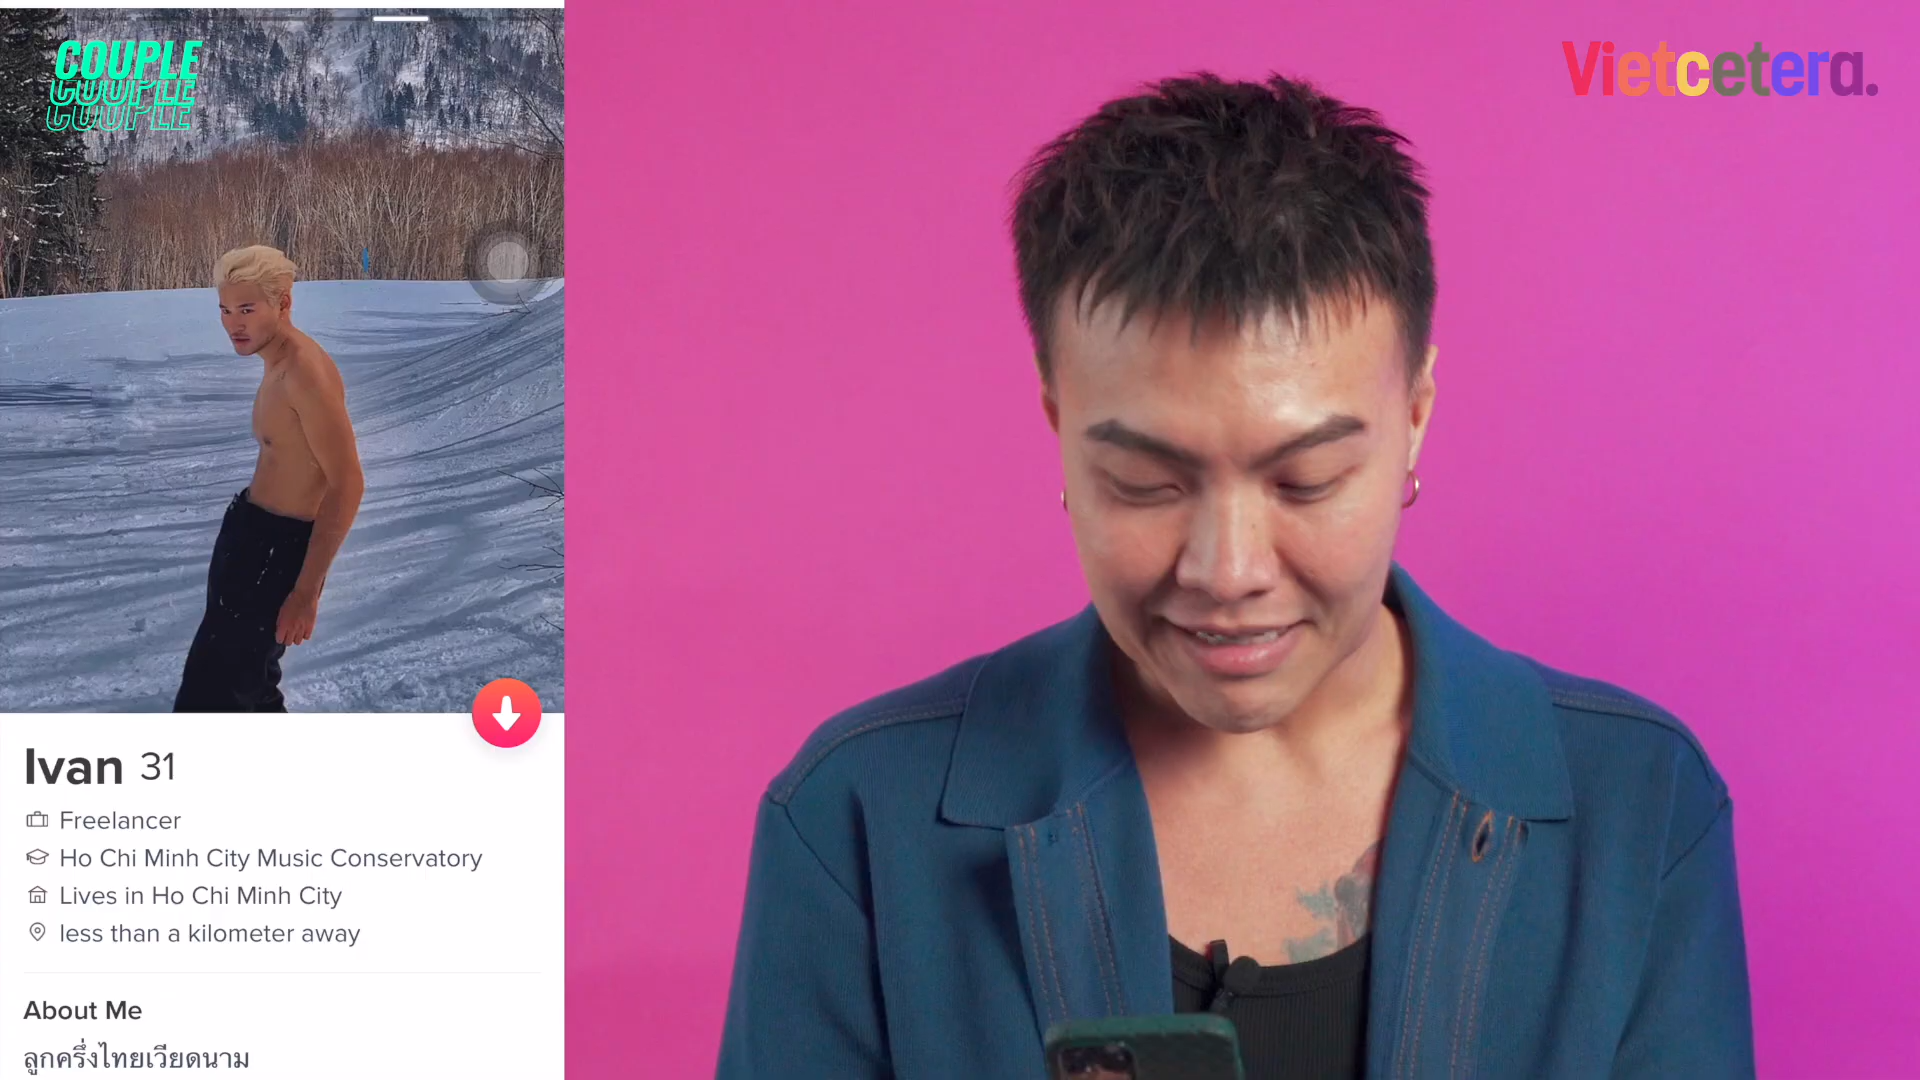 COUPLE
COUPLE
COUPLE
Vietcetera.
Ivan 31
Freelancer
Ho Chi Minh City Music Conservatory
Lives in Ho Chi Minh City
less than a kilometer away
About Me
ลูกครึ่งไทยเวียดนาม